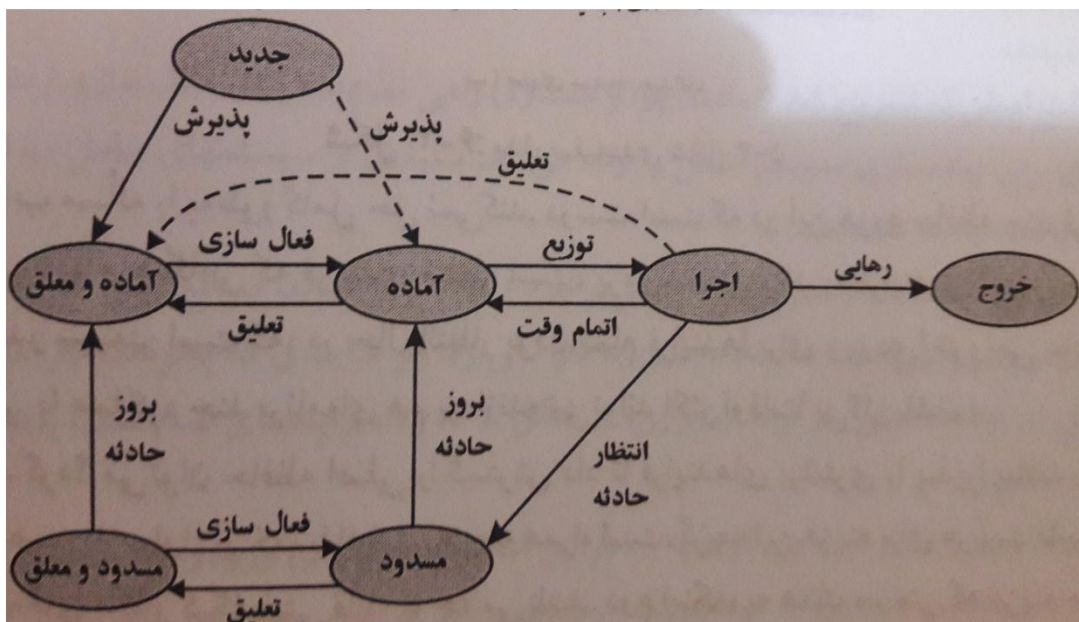 جدید
پذیرش
پذیرش
تعلیق
آماده و معلق
فعال سازی
تعلیق
آماده
توزیع
اتمام وقت
اجرا
رهایی
خروج
بروز
حادثه
بروز
حادثه
انتظار
حادثه
مسدود و معلق
فعال سازی
تعلیق
مسدود